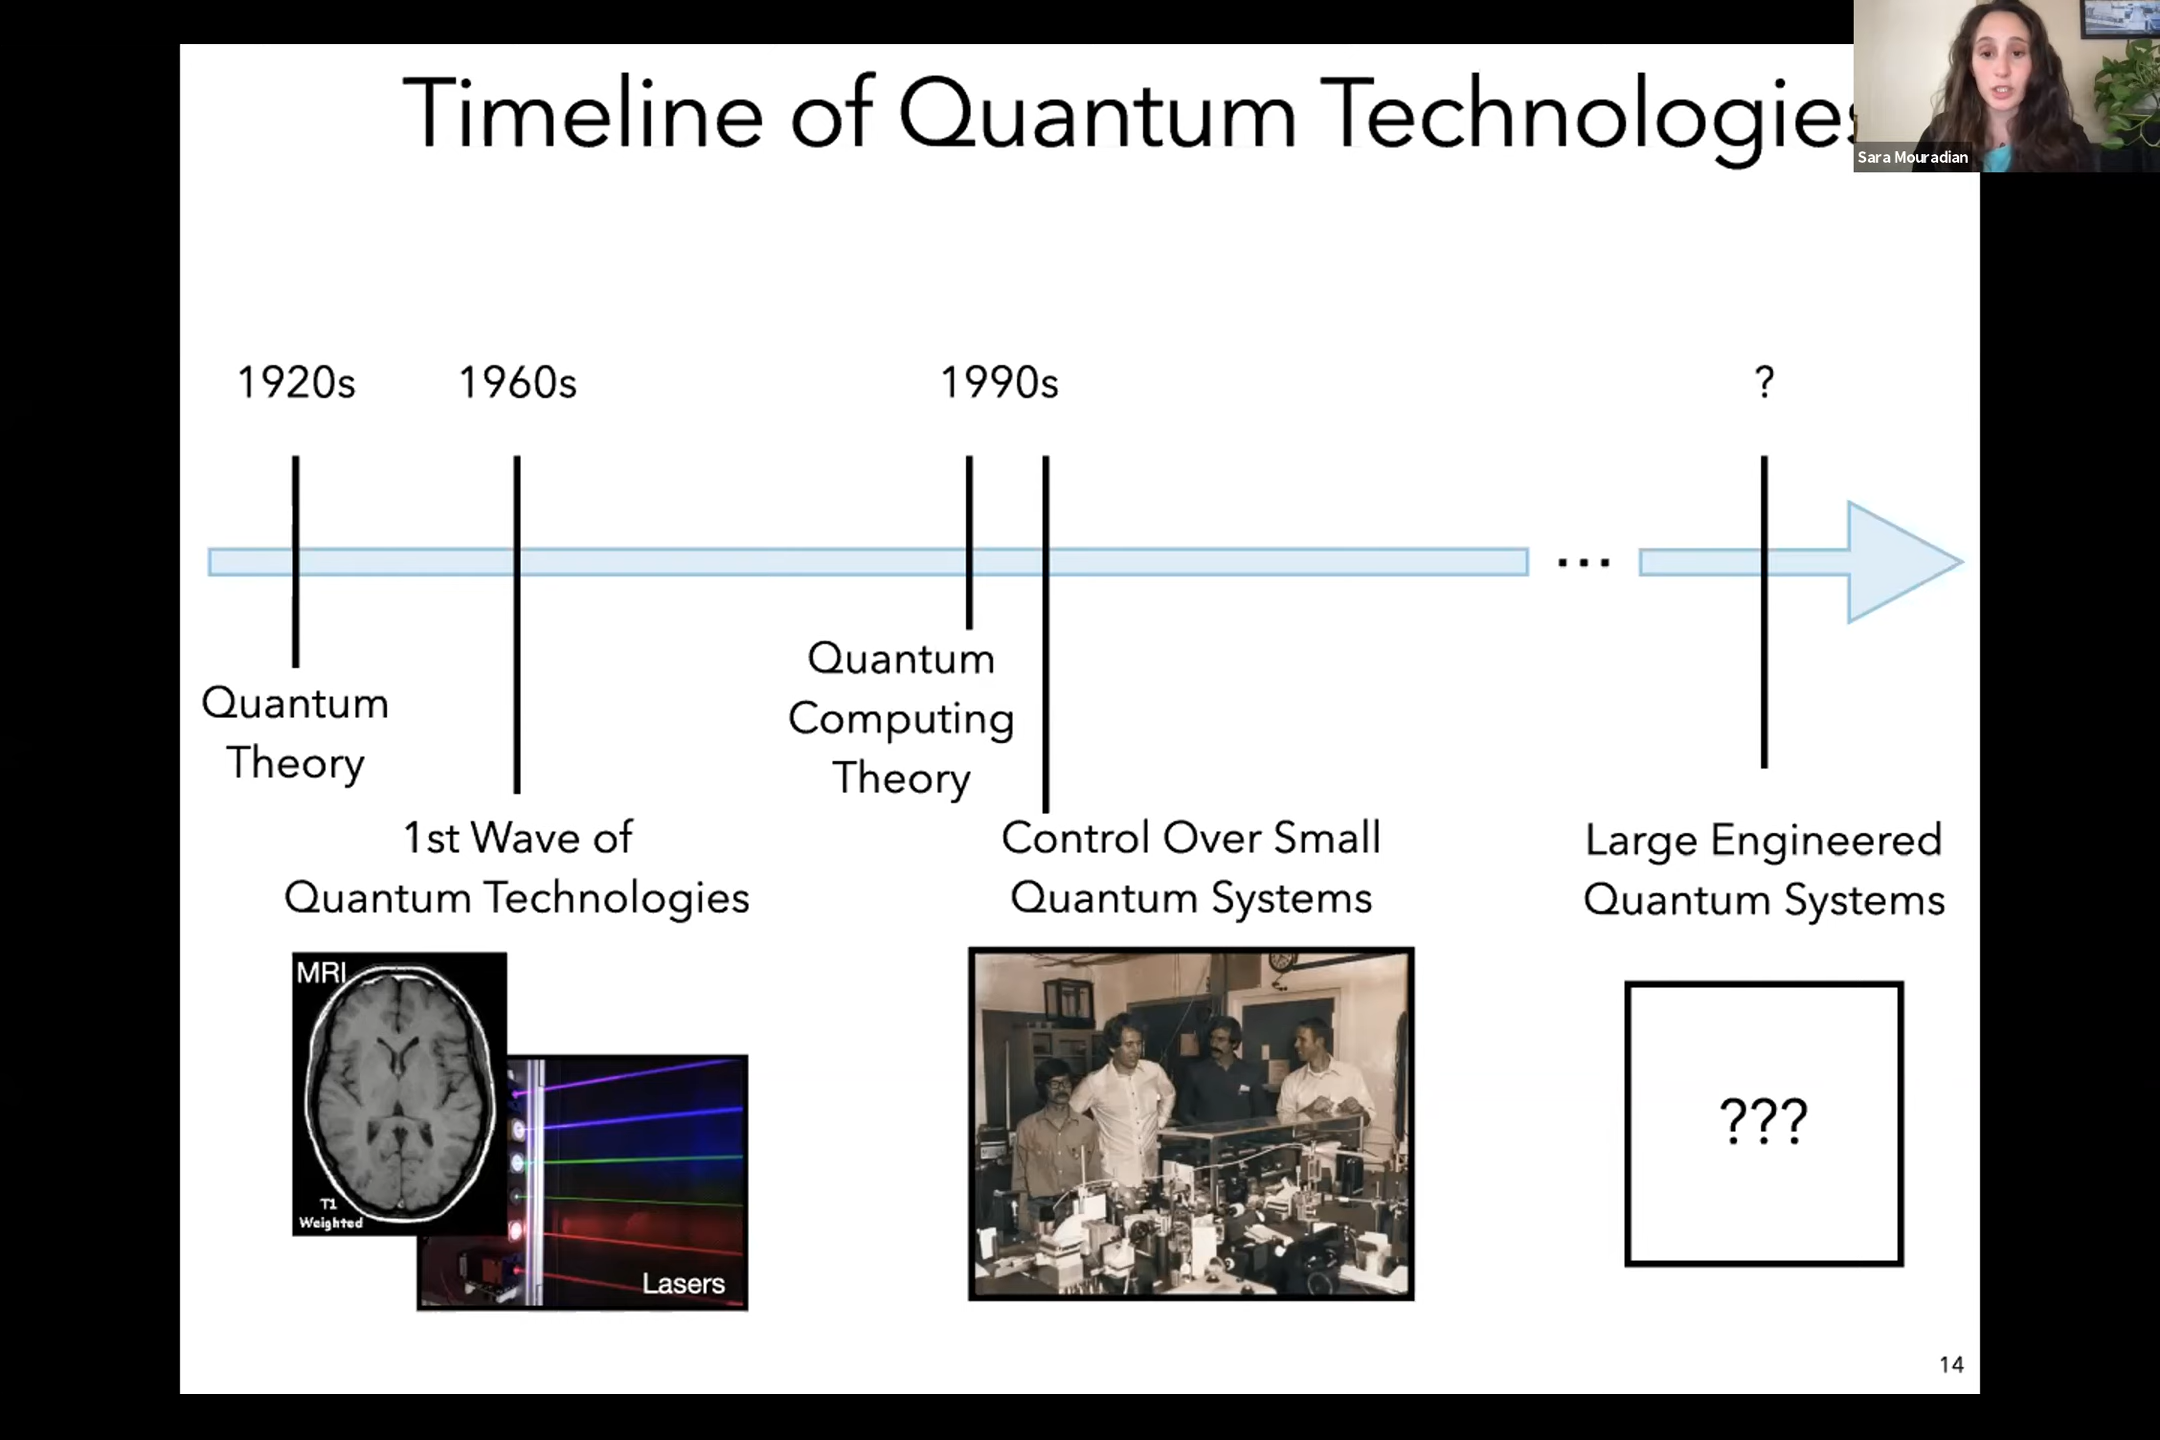 Timeline of Quantum Technologies
Sara Mouradian
1920s
1960s
1990s
?
...
Quantum
Theory
1st Wave of
Quantum Technologies
Quantum
Computing
Theory
Control Over Small
Quantum Systems
Large Engineered
Quantum Systems
MRI
T1
Weighted
Lasers
???
14